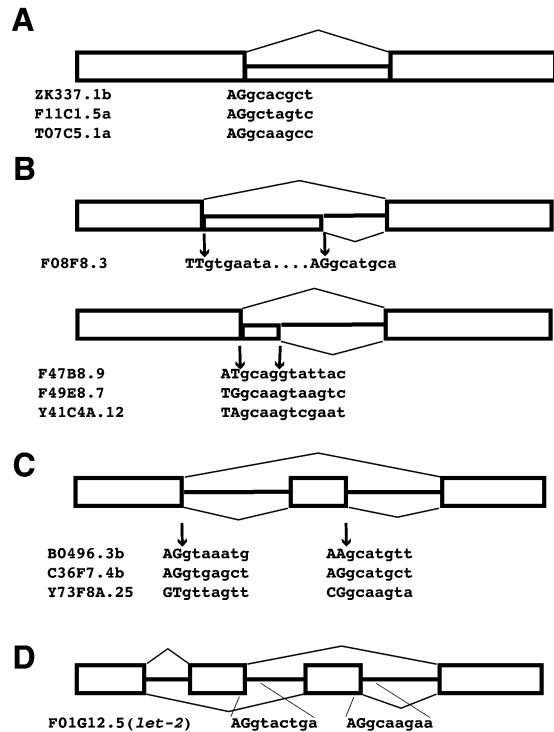 A
ZK337.1b AGgcacgct
F11C1.5a AGgctagtc
T07C5.1a AGgcaagcc
B
F08F8.3 TTgtgaata....AGgcatgca
F47B8.9 ATgcaggtattac
F49E8.7 TGgcaagtaagtc
Y41C4A.12 TAgcaagtcgaat
C
B0496.3b AGgtaaatg AAgcatgtt
C36F7.4b AGgtgagct AGgcatgct
Y73F8A.25 GTgttagtt CGgcaagta
D
F01G12.5(let-2) AGgtactga AGgcaagaa